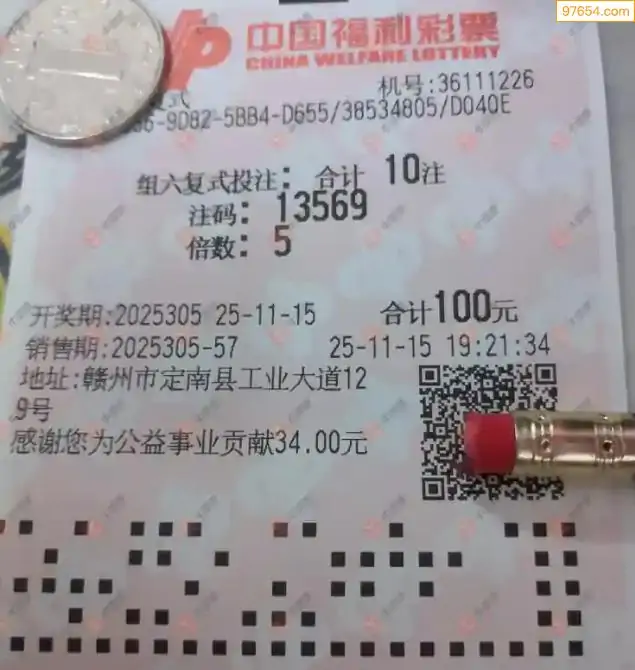 97654.com
中国福利彩票
CHINA WELFARE LOTTERY
机号:36111226
式
-9D82-5BB4-D655/38534805/D040E
组六复式投注: 合计 10注
注码: 13569
倍数: 5
开奖期:2025305 25-11-15 合计100元
销售期:2025305-57 25-11-15 19:21:34
地址:赣州市定南县工业大道12
9号
感谢您为公益事业贡献34.00元